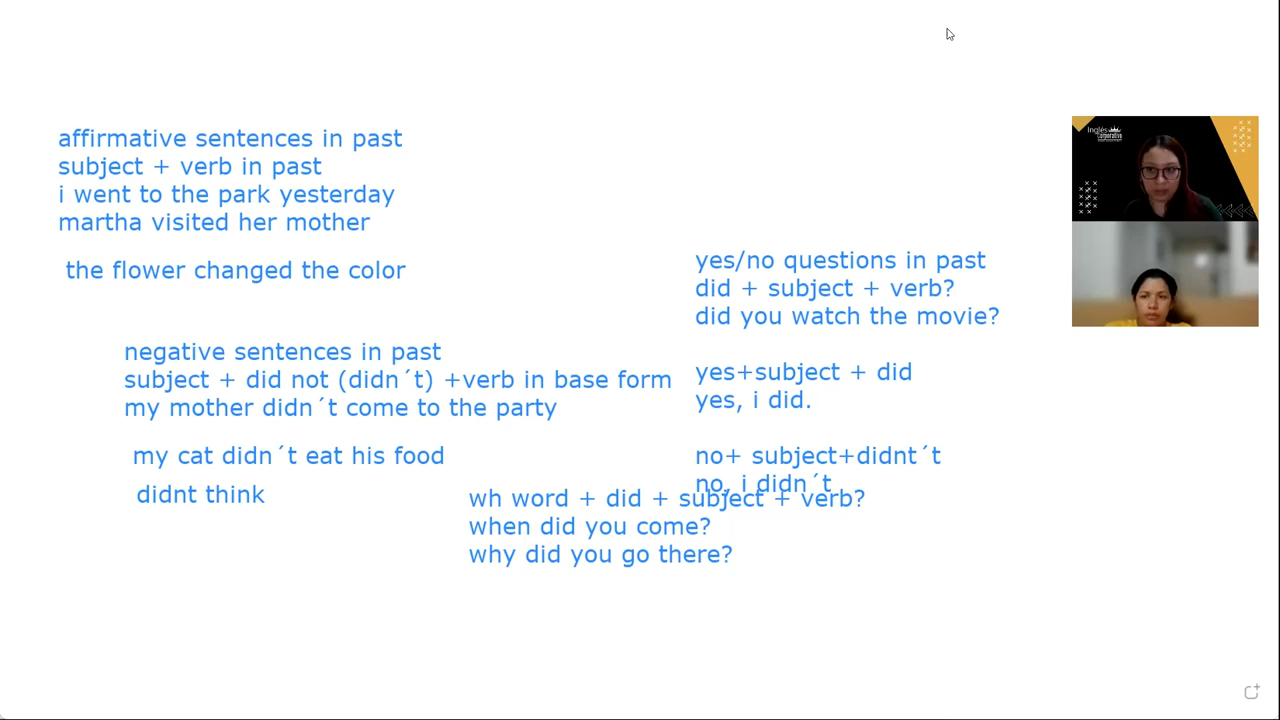 affirmative sentences in past
subject + verb in past
i went to the park yesterday
martha visited her mother
the flower changed the color
negative sentences in past
subject + did not (didn´t) +verb in base form
my mother didn´t come to the party
my cat didn´t eat his food
didnt think
yes/no questions in past
did + subject + verb?
did you watch the movie?
yes+subject + did
yes, i did.
no+ subject+didnt´t
no, i didn´t
wh word + did + subject + verb?
when did you come?
why did you go there?
Inglés
Corporativo